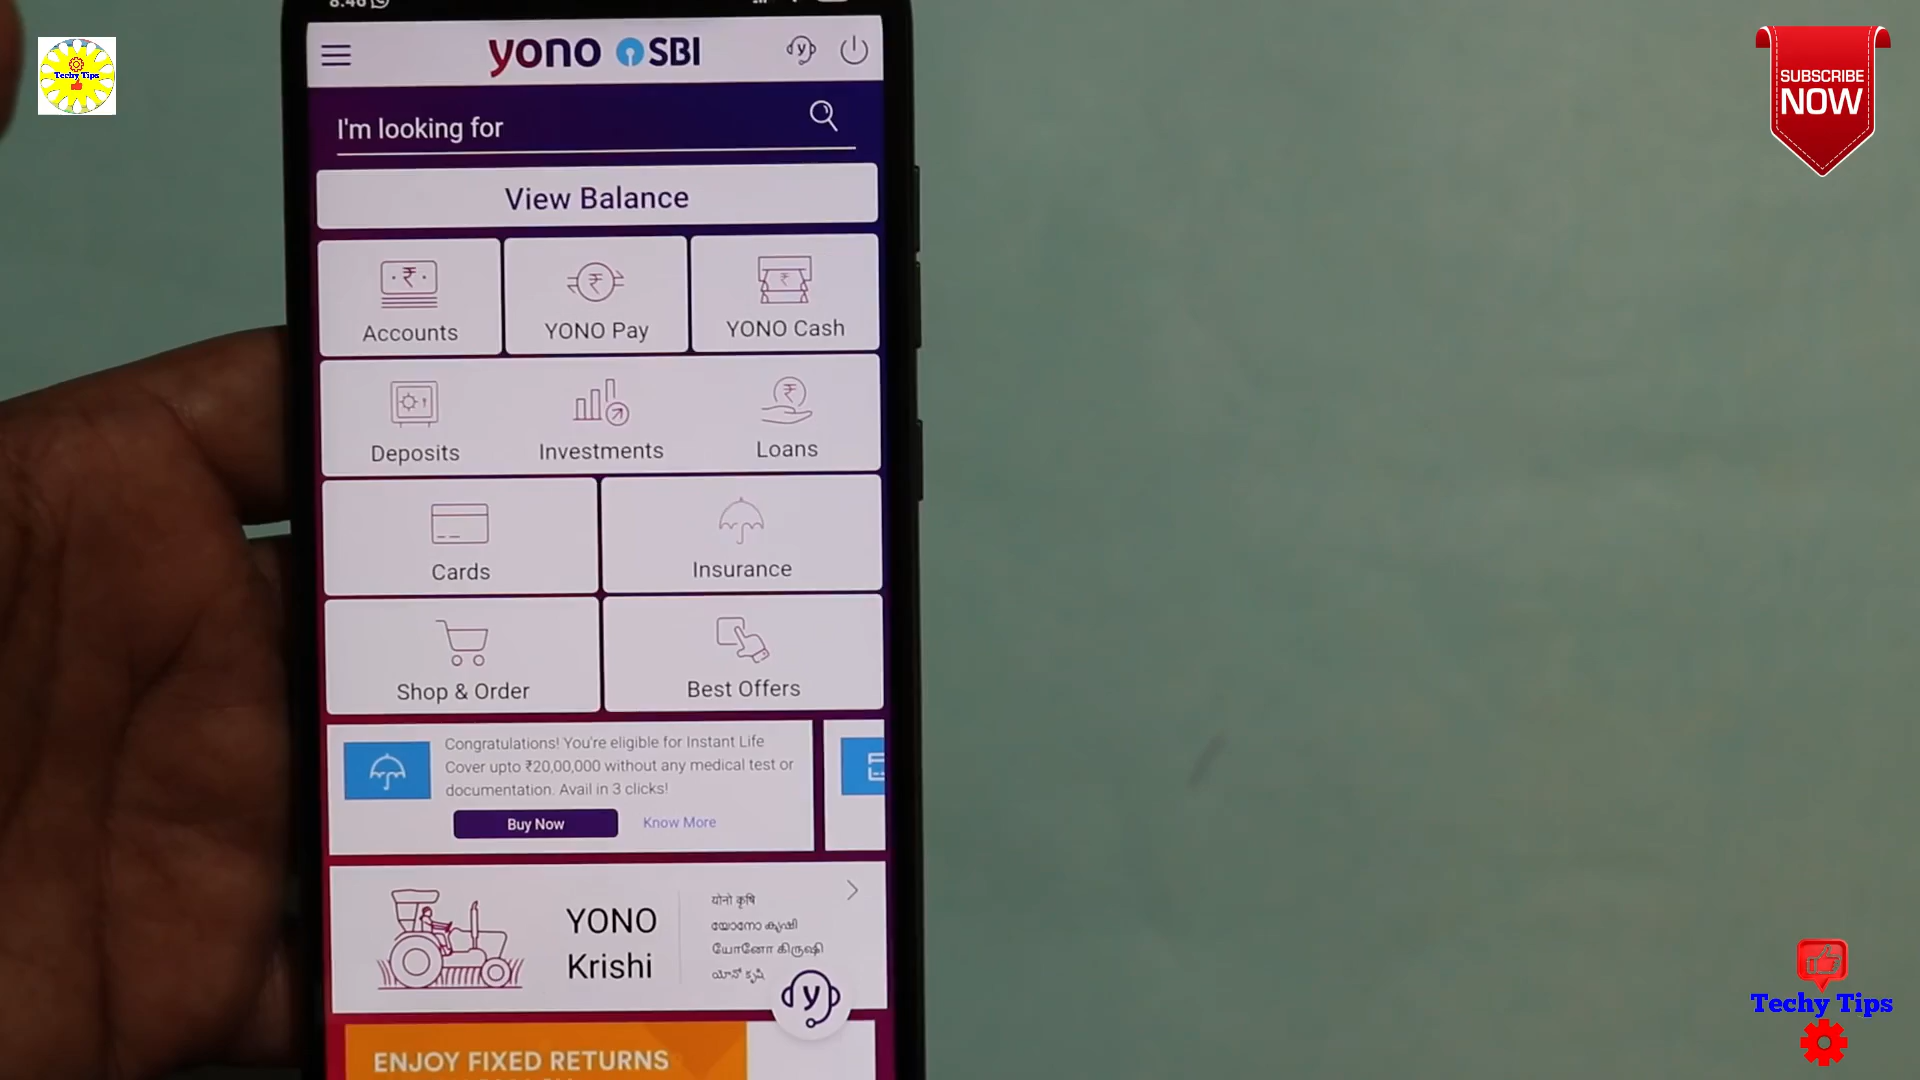 8:46
yono SBI
Techy Tips
SUBSCRIBE
NOW
I'm looking for
View Balance
Accounts
YONO Pay
YONO Cash
Deposits
Investments
Loans
Cards
Insurance
Shop & Order
Best Offers
Congratulations! You're eligible for Instant Life
Cover upto ₹20,00,000 without any medical test or
documentation. Avail in 3 clicks!
Buy Now
Know More
YONO
Krishi
योनो कृषि
യോനോ കൃഷി
யோனோ கிருஷி
యోనో కృషి
ENJOY FIXED RETURNS
Techy Tips